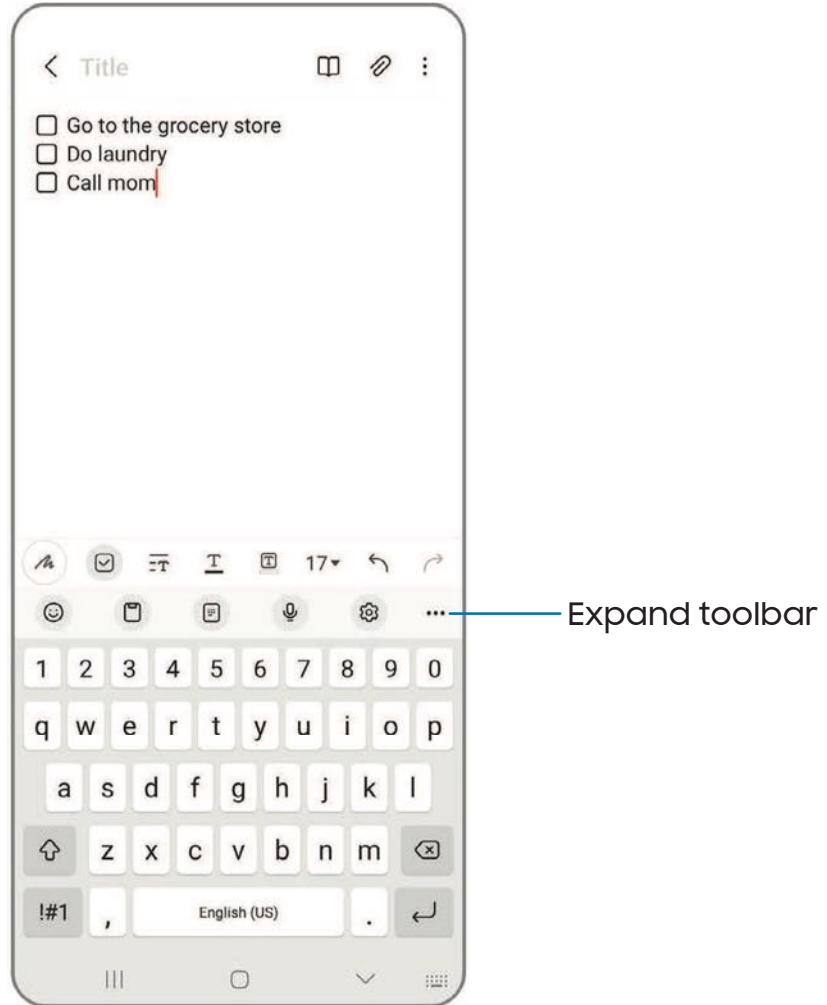 Title
Go to the grocery store
Do laundry
Call mom
T T T 17
Expand toolbar
1 2 3 4 5 6 7 8 9 0
q w e r t y u i o p
a s d f g h j k l
z x c v b n m
!#1 , English (US) .